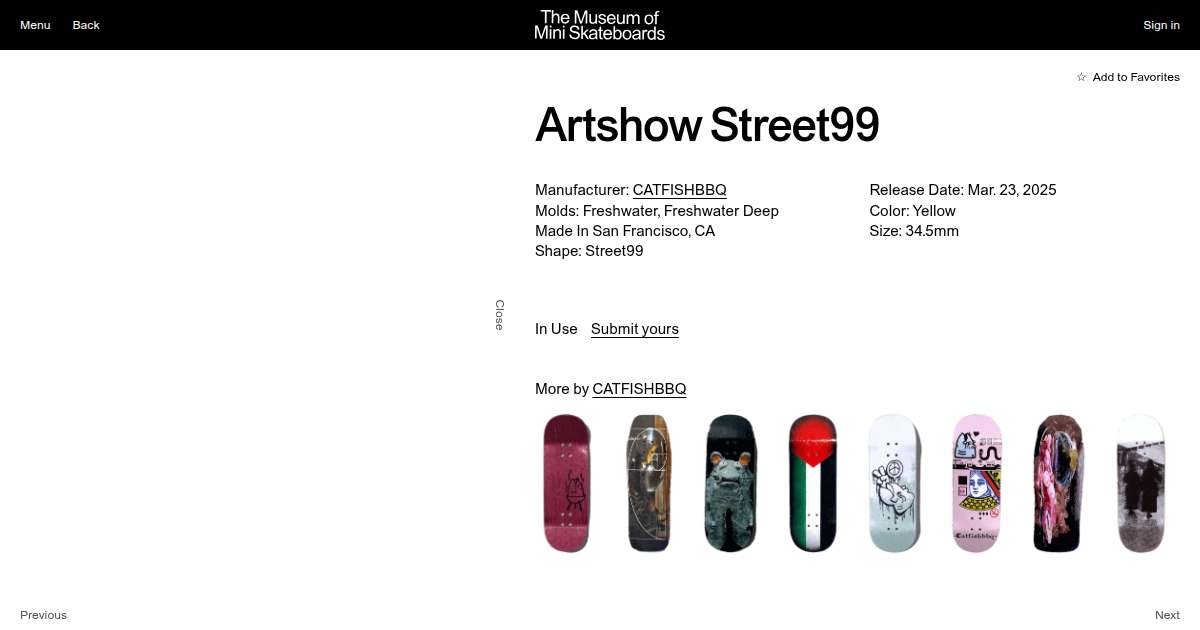 Menu
Back
The Museum of
Mini Skateboards
Sign in
☆ Add to Favorites
Artshow Street99
Manufacturer: CATFISHBBQ
Molds: Freshwater, Freshwater Deep
Made In San Francisco, CA
Shape: Street99
Release Date: Mar. 23, 2025
Color: Yellow
Size: 34.5mm
Close
In Use
Submit yours
More by CATFISHBBQ
Catfishbbq
Previous
Next